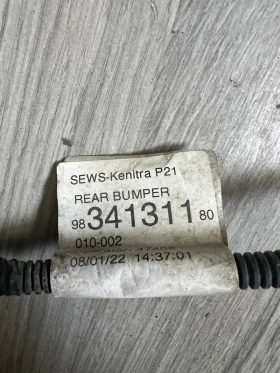 SEWS-Kenitra P21
REAR BUMPER
98 341311 80
010-002
08/01/22 14:37:01